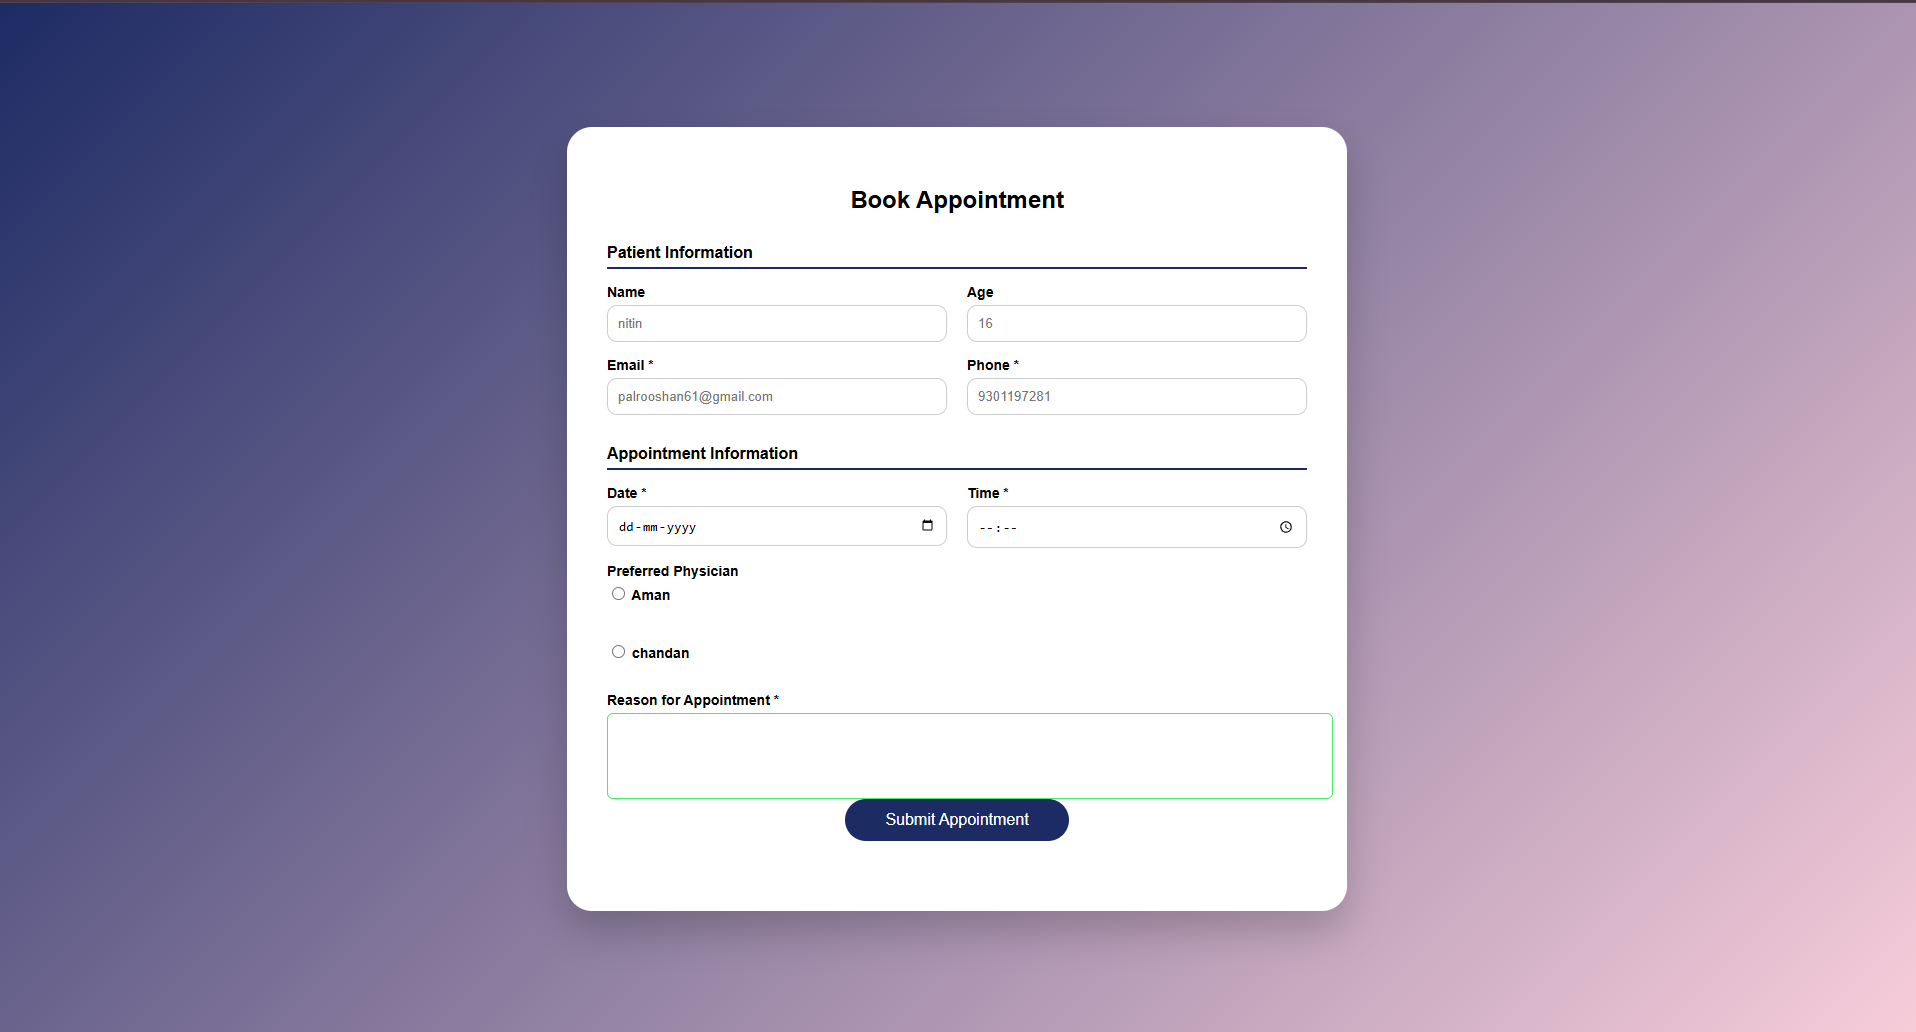 Book Appointment
Patient Information
Name Age
nitin 16
Email * Phone *
palrooshan61@gmail.com 9301197281
Appointment Information
Date * Time *
dd-mm-yyyy --:--
Preferred Physician
Aman
chandan
Reason for Appointment *
Submit Appointment